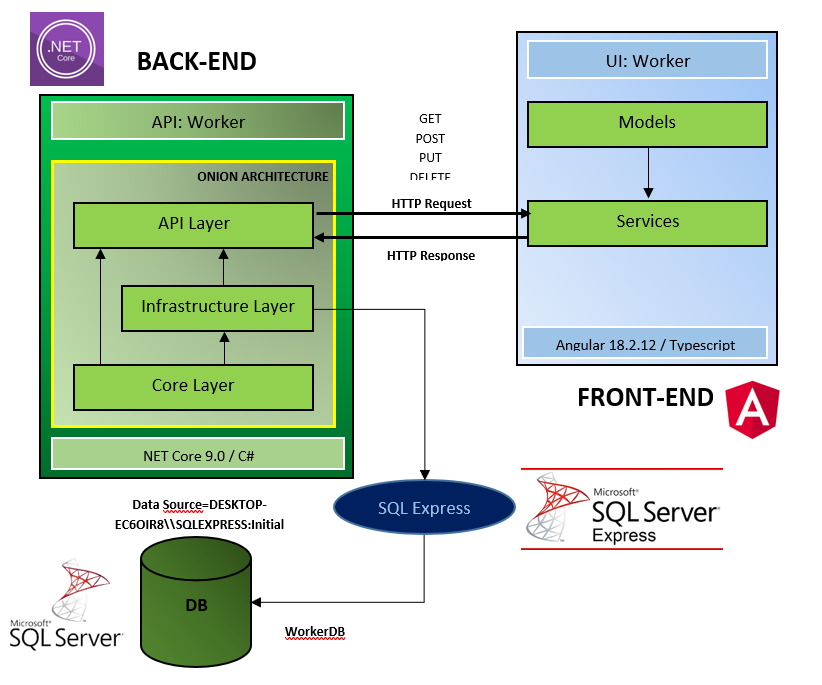 .NET
Core
BACK-END
API: Worker
ONION ARCHITECTURE
API Layer
Infrastructure Layer
Core Layer
NET Core 9.0 / C#
GET
POST
PUT
DELETE
HTTP Request
HTTP Response
UI: Worker
Models
Services
Angular 18.2.12 / Typescript
FRONT-END
A
SQL Express
Microsoft®
SQL Server®
Express
Data Source=DESKTOP-
EC6OIR8\\SQLEXPRESS:Initial
DB
WorkerDB
Microsoft®
SQL Server®